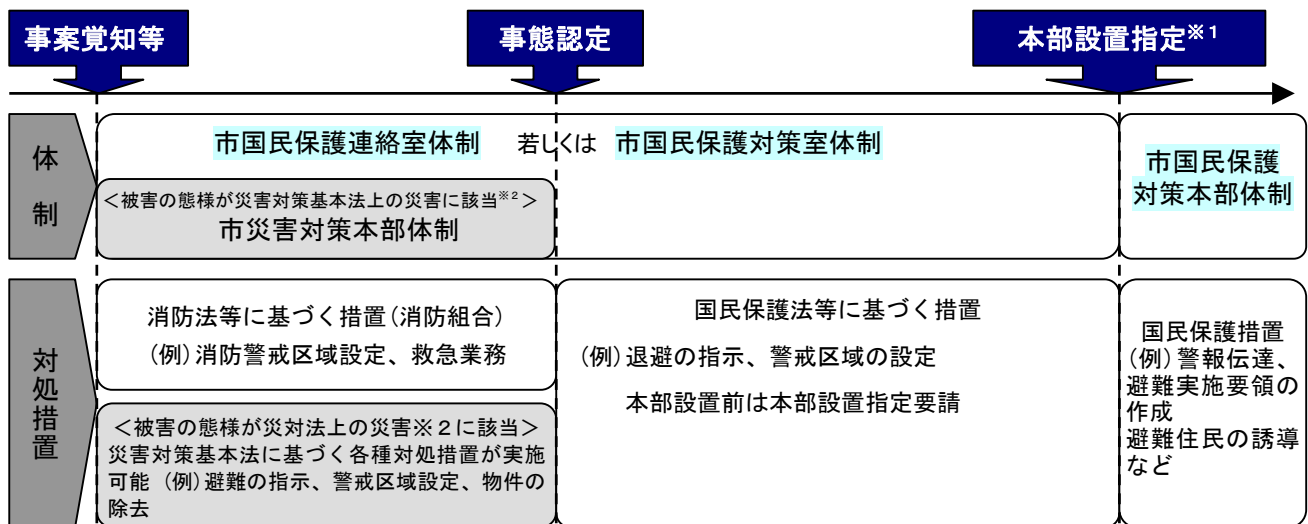 事案覚知等
事態認定
本部設置指定※1
体制
市国民保護連絡室体制 若しくは 市国民保護対策室体制
＜被害の態様が災害対策基本法上の災害に該当※2＞
市災害対策本部体制
市国民保護
対策本部体制
対処措置
消防法等に基づく措置(消防組合)
(例)消防警戒区域設定、救急業務
＜被害の態様が災対法上の災害※２に該当＞
災害対策基本法に基づく各種対処措置が実施
可能 (例)避難の指示、警戒区域設定、物件の
除去
国民保護法等に基づく措置
(例)退避の指示、警戒区域の設定
本部設置前は本部設置指定要請
国民保護措置
(例)警報伝達、
避難実施要領の
作成
避難住民の誘導
など